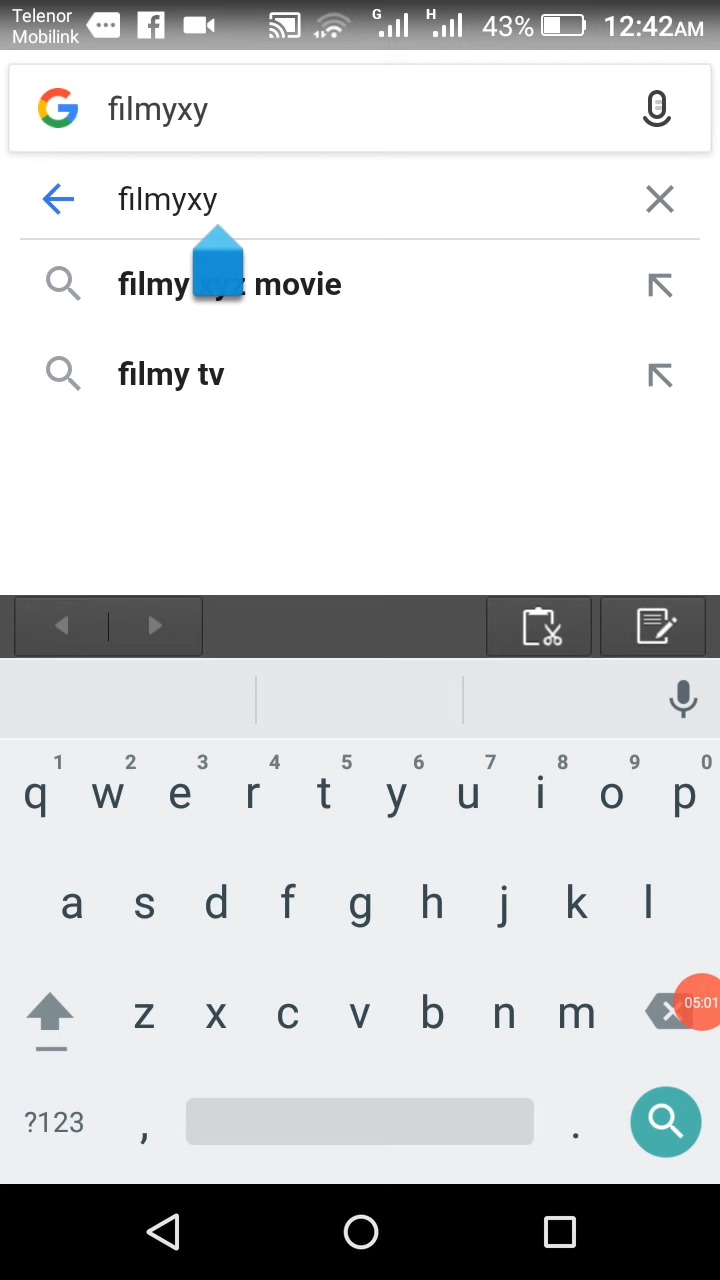 Telenor
Mobilink
G
H
43%
12:42AM
filmyxy
filmyxy
filmy xyz movie
filmy tv
1 2 3 4 5 6 7 8 9 0
q w e r t y u i o p
a s d f g h j k l
z x c v b n m
05:01
?123 , .